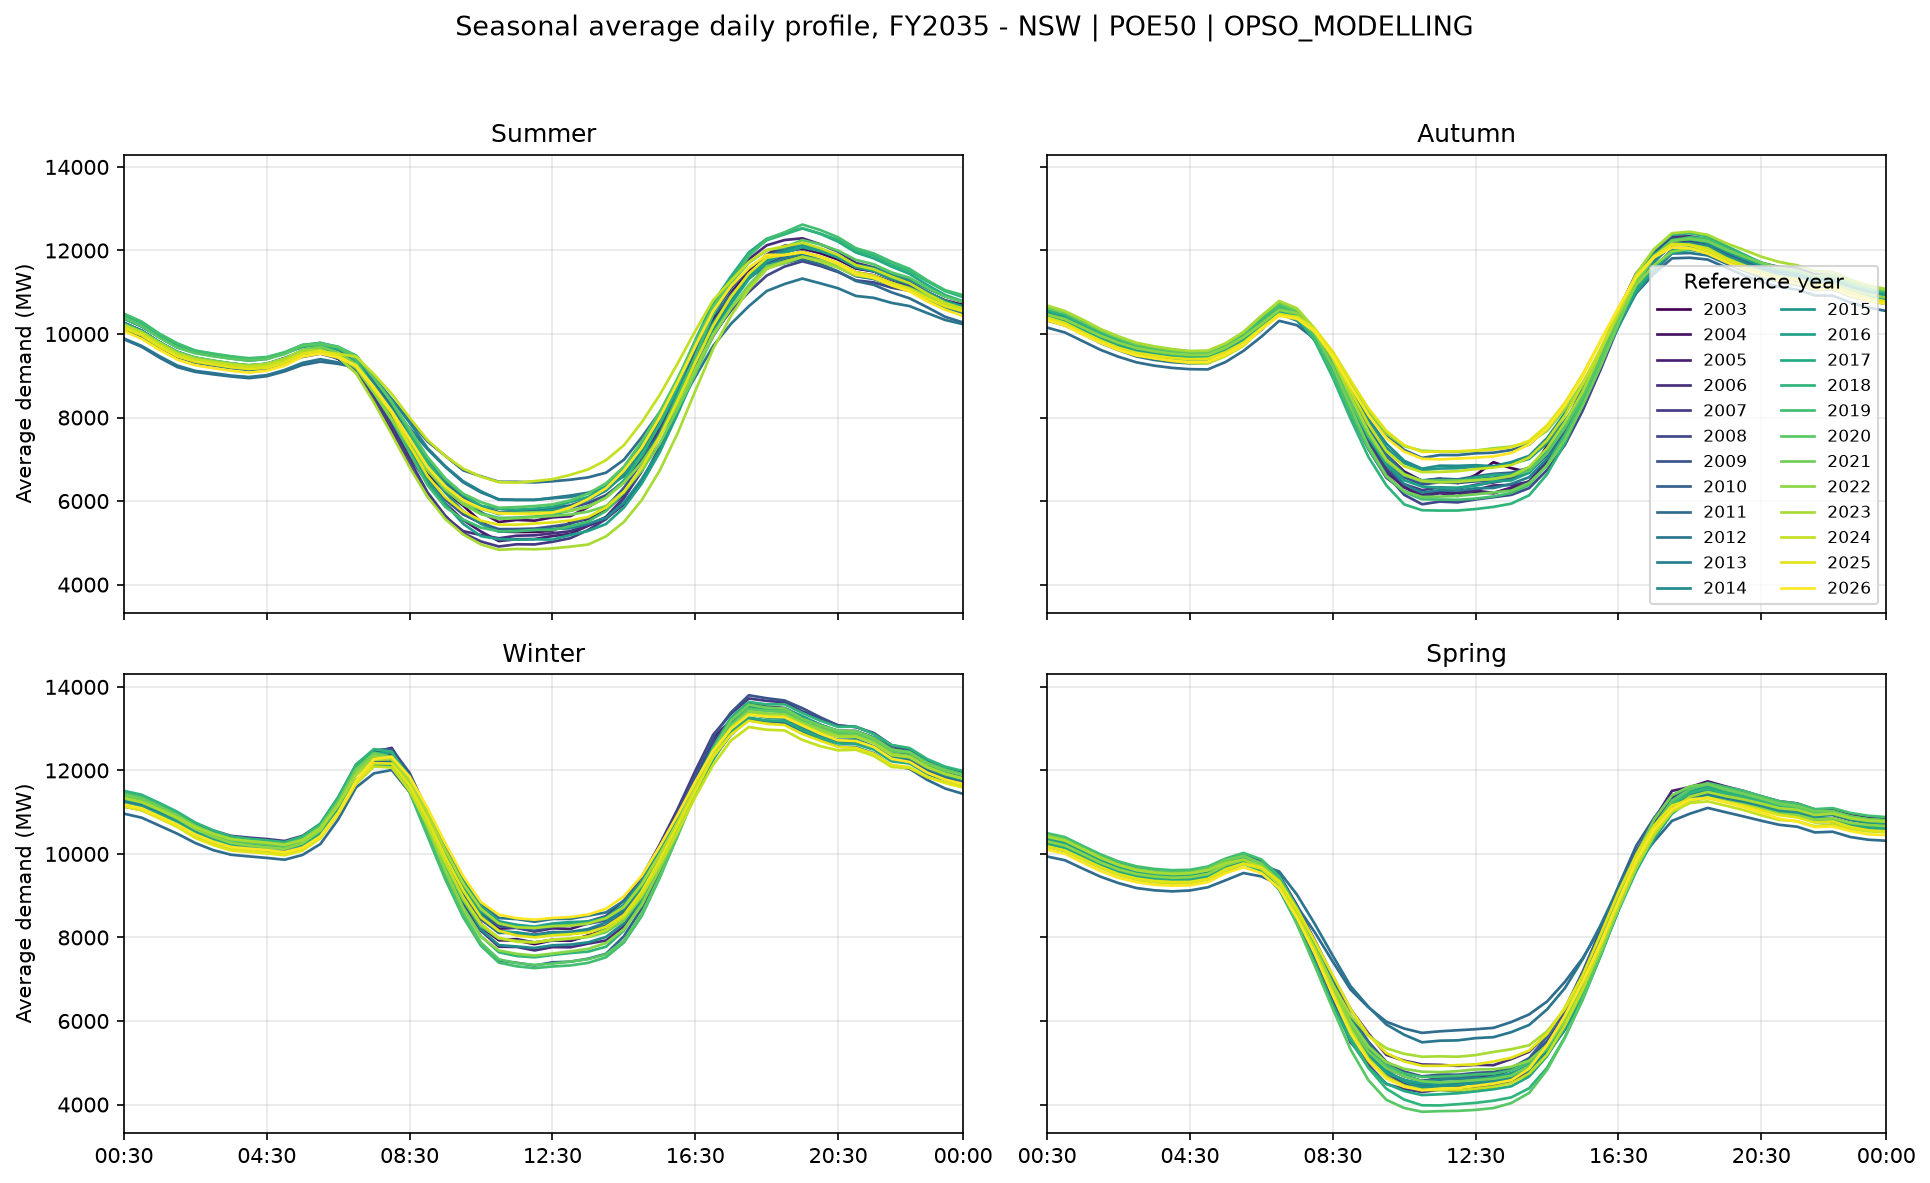 Seasonal average daily profile, FY2035 - NSW | POE50 | OPSO_MODELLING
Summer
Autumn
14000
12000
10000
8000
6000
4000
Average demand (MW)
Reference year
2003 2015
2004 2016
2005 2017
2006 2018
2007 2019
2008 2020
2009 2021
2010 2022
2011 2023
2012 2024
2013 2025
2014 2026
Winter
Spring
14000
12000
10000
8000
6000
4000
Average demand (MW)
00:30 04:30 08:30 12:30 16:30 20:30 00:00
00:30 04:30 08:30 12:30 16:30 20:30 00:00